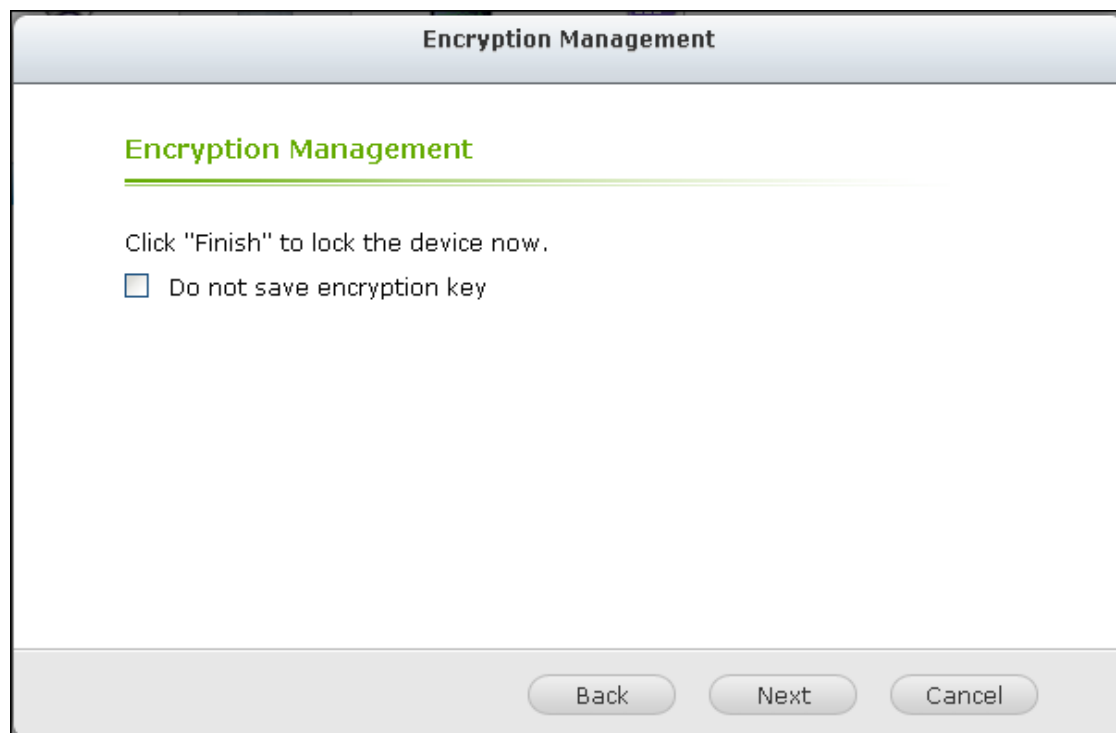 Encryption Management
Encryption Management
Click "Finish" to lock the device now.
Do not save encryption key
Back Next Cancel